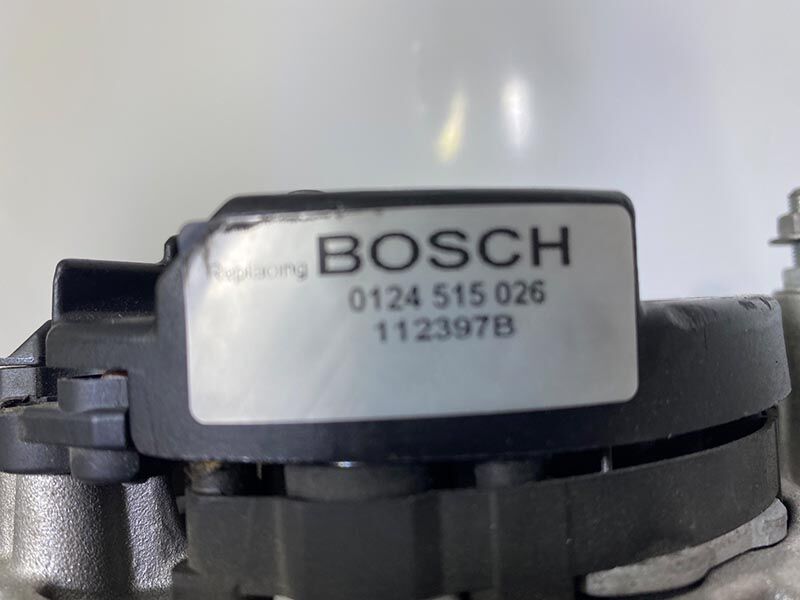 Replacing BOSCH
0124 515 026
112397B